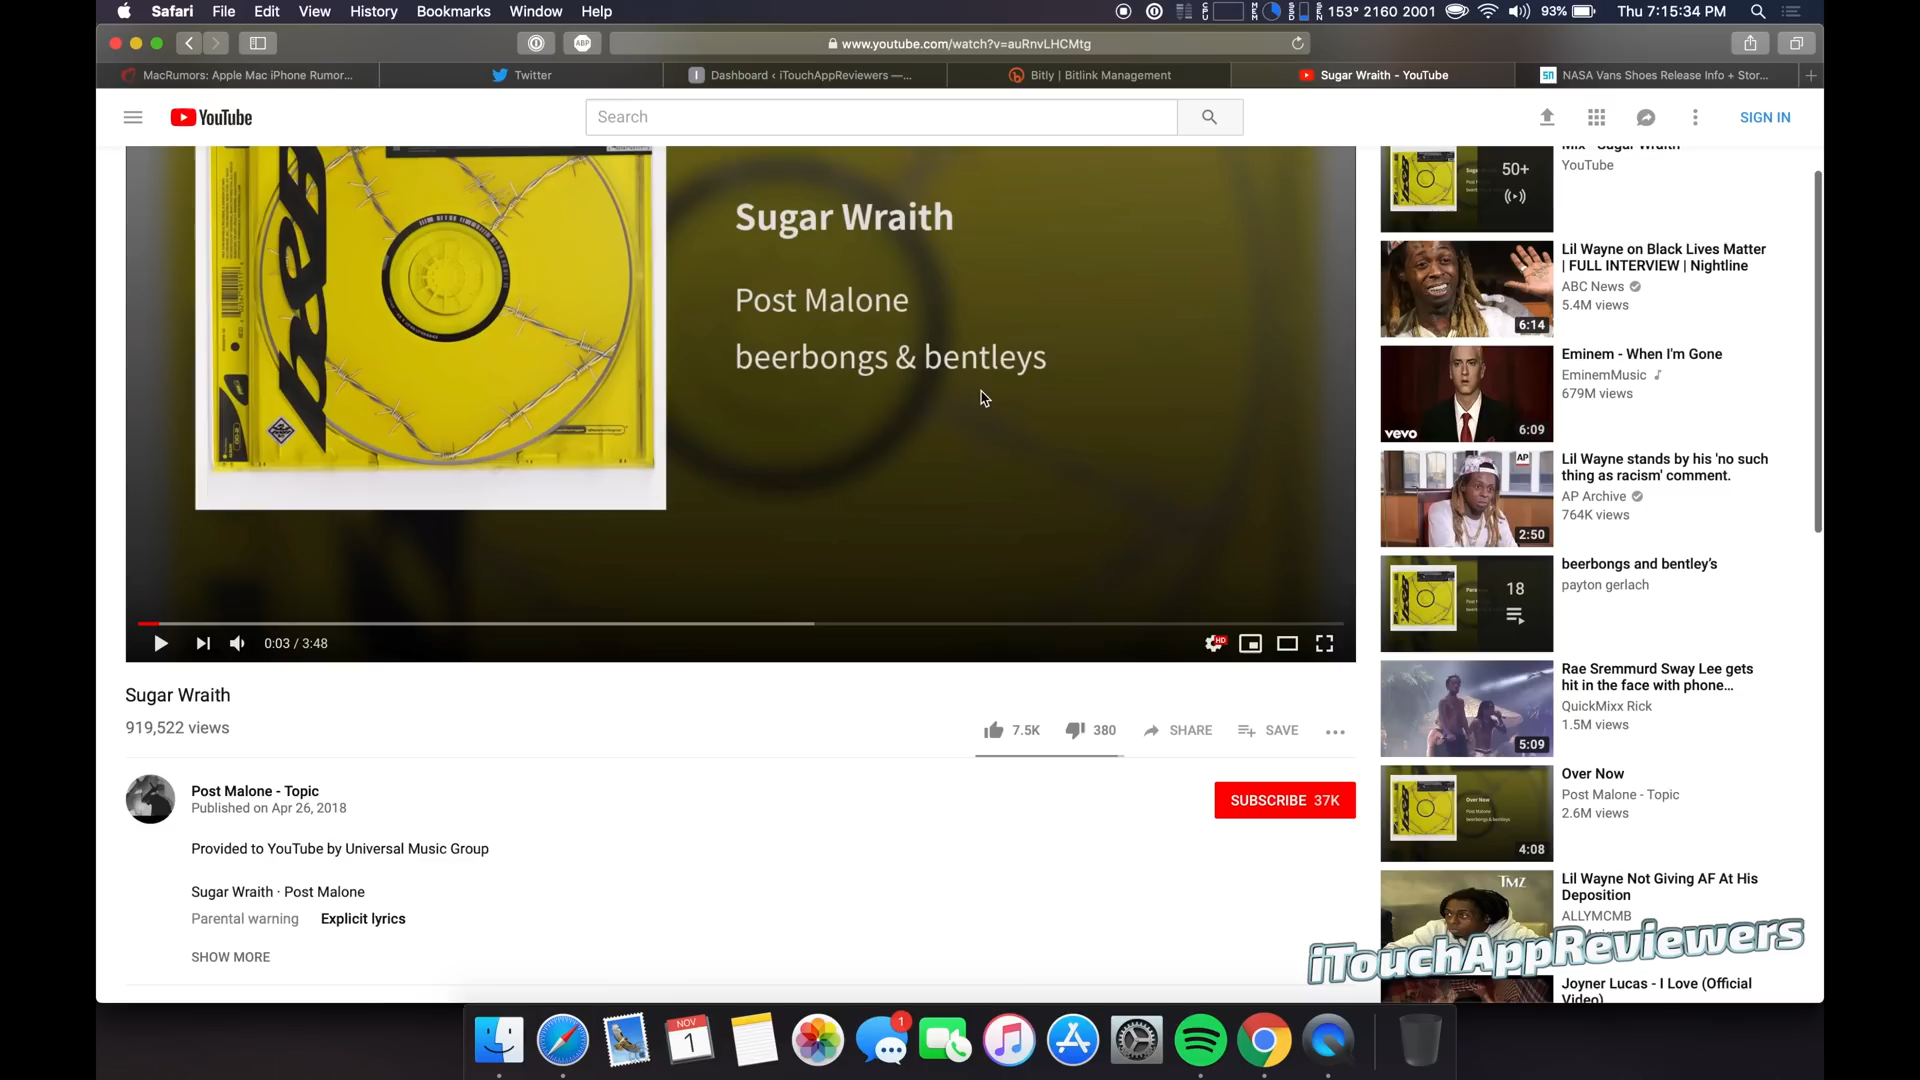 Safari File Edit View History Bookmarks Window Help
153° 2160 2001 93% Thu 7:15:34 PM
www.youtube.com/watch?v=auRnvLHCMtg
MacRumors: Apple Mac iPhone Rumor...
Twitter
Dashboard ‹ iTouchAppReviewers —...
Bitly | Bitlink Management
Sugar Wraith - YouTube
NASA Vans Shoes Release Info + Stor...
YouTube
Search
SIGN IN
Sugar Wraith
Post Malone
beerbongs & bentleys
0:03 / 3:48
HD
Sugar Wraith
919,522 views
7.5K
380
SHARE
SAVE
Post Malone - Topic
Published on Apr 26, 2018
SUBSCRIBE 37K
Provided to YouTube by Universal Music Group
Sugar Wraith · Post Malone
Parental warning Explicit lyrics
SHOW MORE
Mix - Sugar Wraith
YouTube
50+
Lil Wayne on Black Lives Matter
| FULL INTERVIEW | Nightline
ABC News
5.4M views
6:14
Eminem - When I'm Gone
EminemMusic
679M views
vevo
6:09
Lil Wayne stands by his 'no such
thing as racism' comment.
AP Archive
764K views
AP
2:50
beerbongs and bentley's
payton gerlach
18
Rae Sremmurd Sway Lee gets
hit in the face with phone...
QuickMixx Rick
1.5M views
5:09
Over Now
Post Malone - Topic
2.6M views
Over Now
4:08
Lil Wayne Not Giving AF At His
Deposition
ALLYMCMB
TMZ
iTouchAppReviewers
Joyner Lucas - I Love (Official
Video)
NOV
1
1